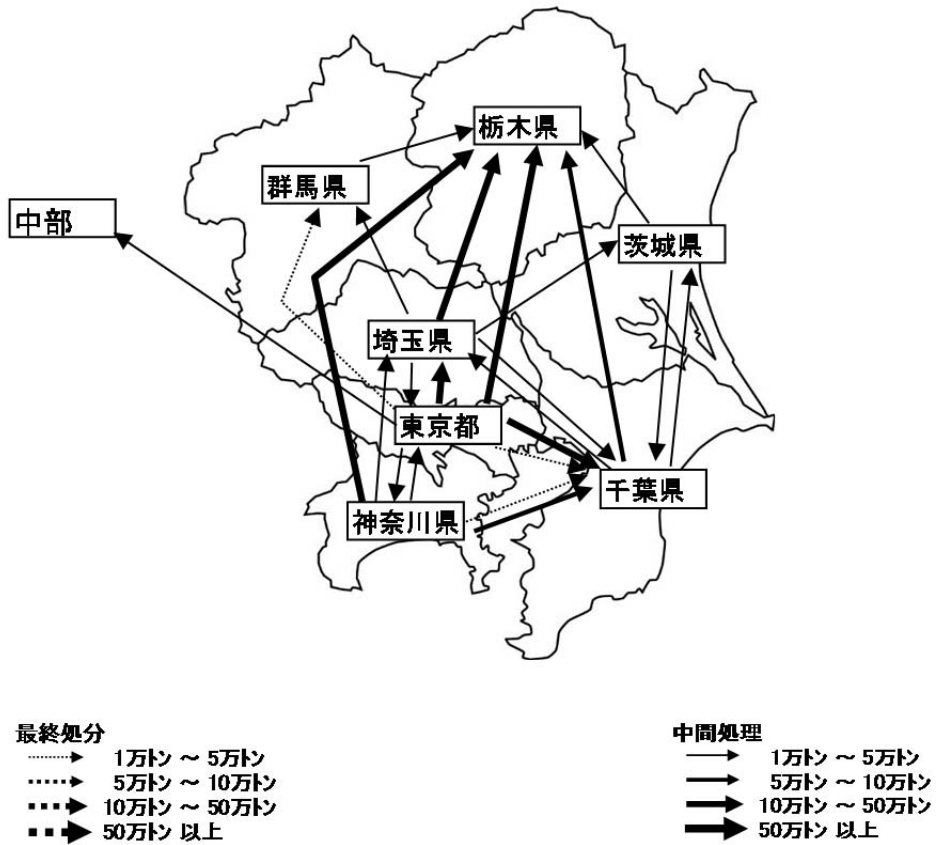 栃木県
群馬県
中部
茨城県
埼玉県
東京都
千葉県
神奈川県
最終処分
1万トン ～ 5万トン
5万トン ～ 10万トン
10万トン ～ 50万トン
50万トン 以上
中間処理
1万トン ～ 5万トン
5万トン ～ 10万トン
10万トン ～ 50万トン
50万トン 以上